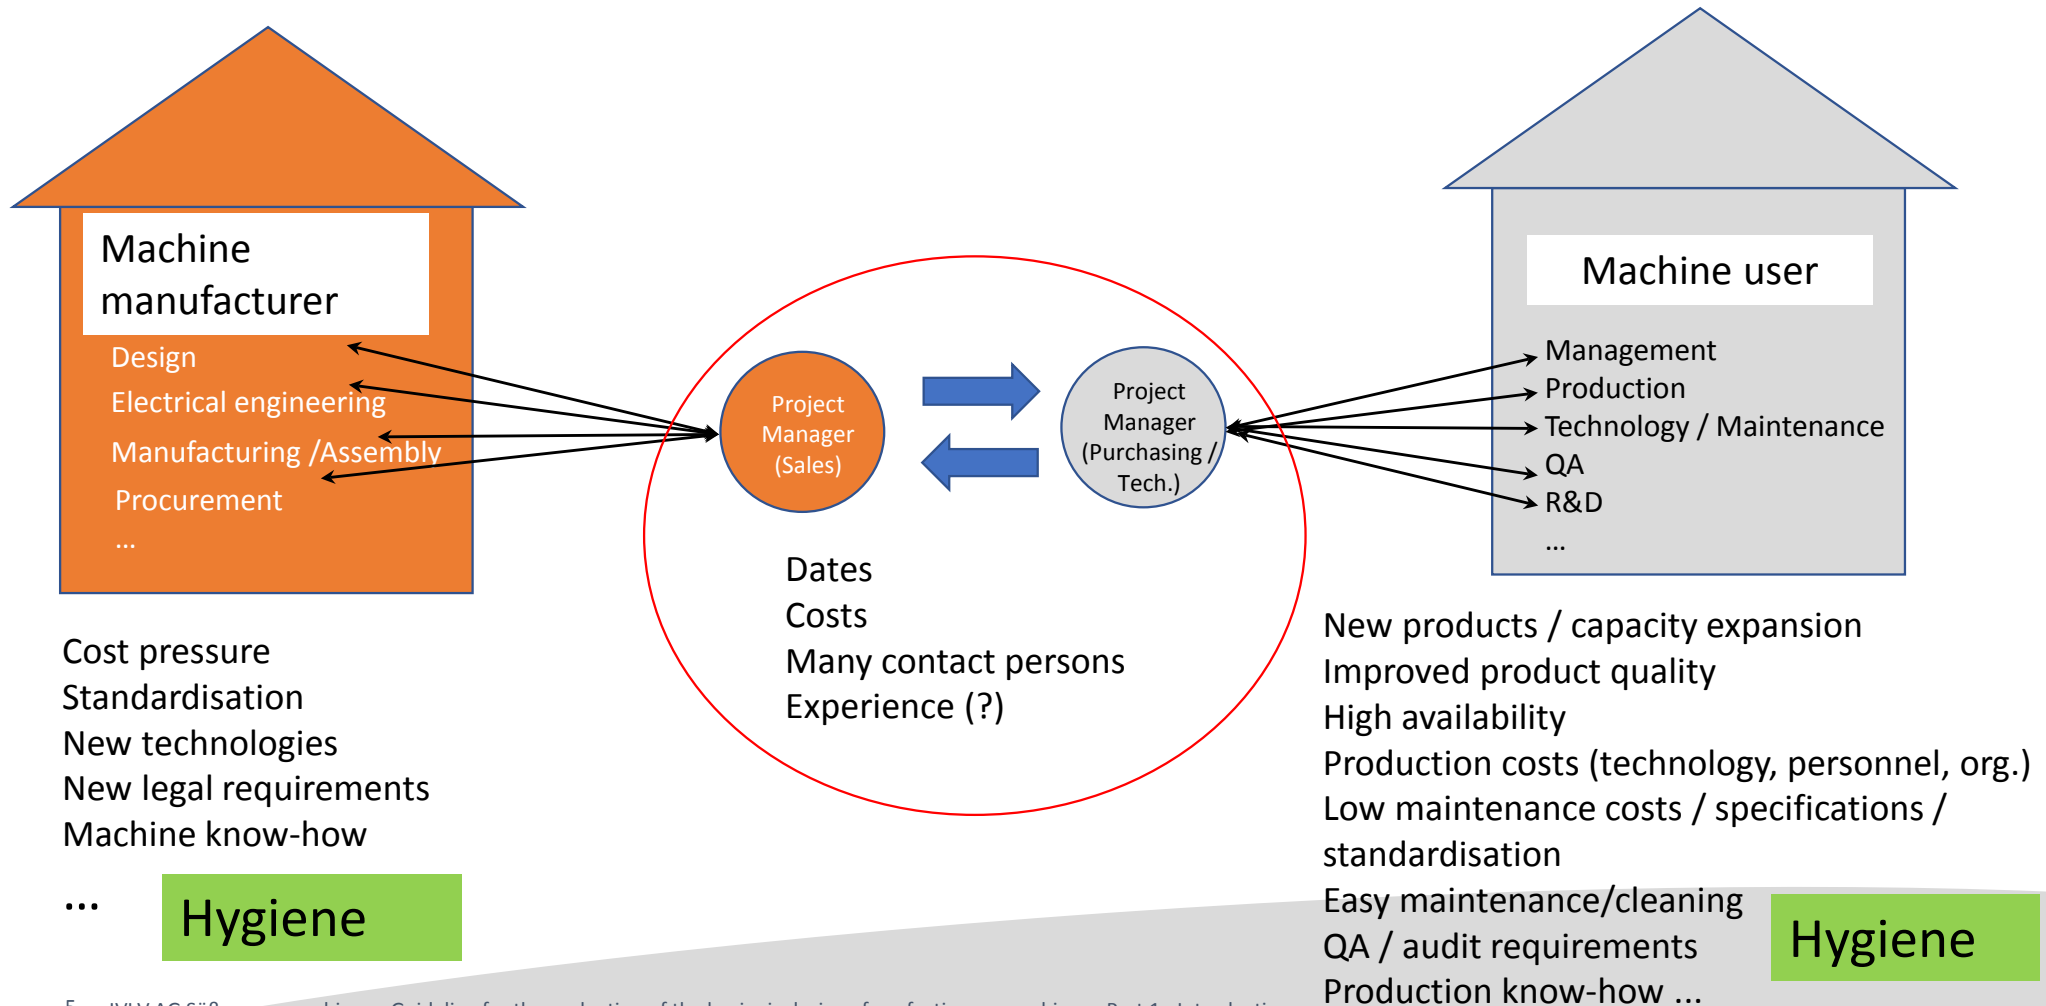 Machine
manufacturer
Design
Electrical engineering
Manufacturing /Assembly
Procurement
...
Cost pressure
Standardisation
New technologies
New legal requirements
Machine know-how
...
Hygiene
Project
Manager
(Sales)
Project
Manager
(Purchasing /
Tech.)
Dates
Costs
Many contact persons
Experience (?)
Machine user
Management
Production
Technology / Maintenance
QA
R&D
...
New products / capacity expansion
Improved product quality
High availability
Production costs (technology, personnel, org.)
Low maintenance costs / specifications /
standardisation
Easy maintenance/cleaning
QA / audit requirements
Production know-how ...
Hygiene
5